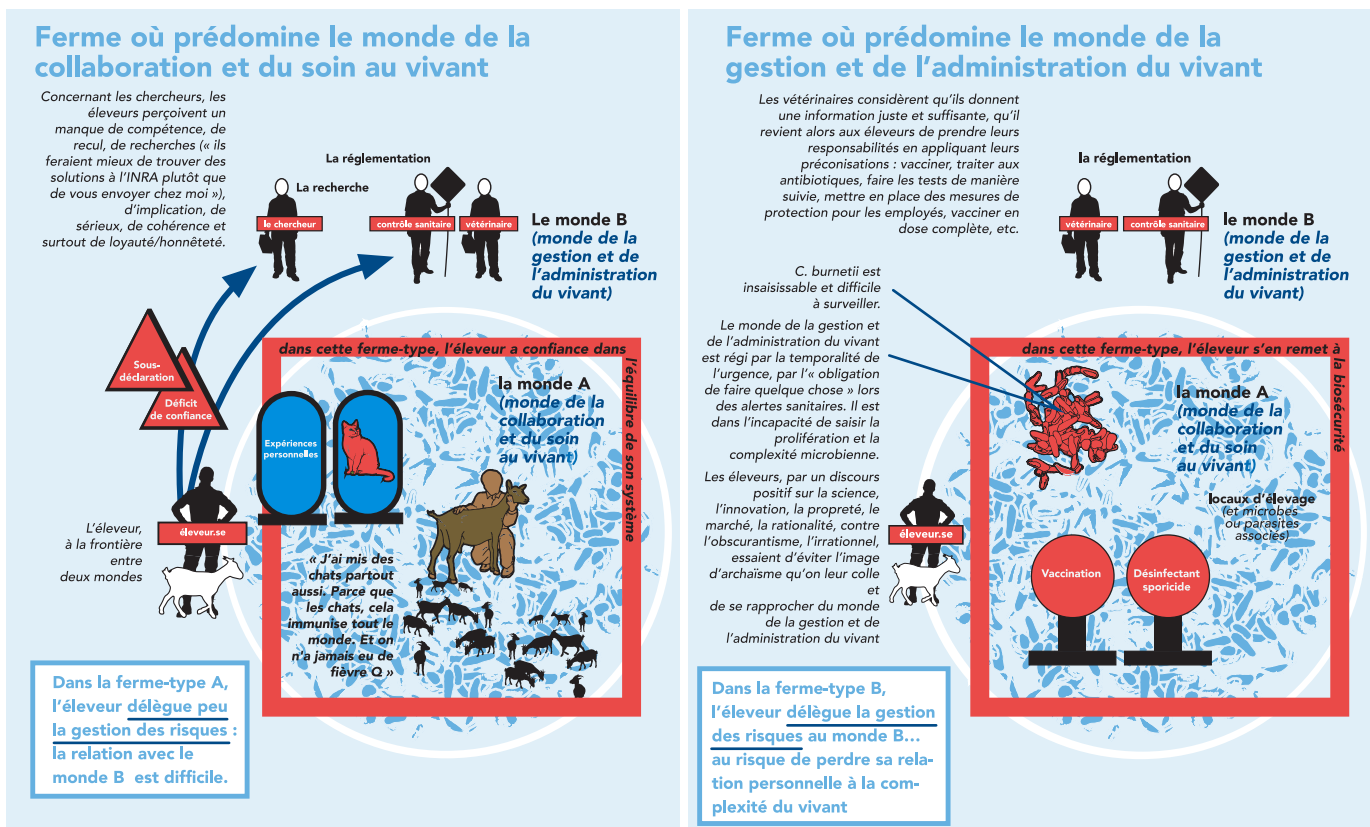 Ferme où prédomine le monde de la
collaboration et du soin au vivant
Concernant les chercheurs, les
éleveurs perçoivent un
manque de compétence, de
recul, de recherches (« ils
feraient mieux de trouver des
solutions à l'INRA plutôt que
de vous envoyer chez moi »),
d'implication, de
sérieux, de cohérence et
surtout de loyauté/honnêteté.
La réglementation
La recherche
le chercheur
contrôle sanitaire
vétérinaire
Le monde B
(monde de la
gestion et de
l'administration
du vivant)
Sous-
déclaration
Déficit
de confiance
dans cette ferme-type, l'éleveur a confiance dans
l'équilibre de son système
la monde A
(monde de la
collaboration
et du soin
au vivant)
Expériences
personnelles
L'éleveur,
à la frontière
entre
deux mondes
éleveur.se
« J'ai mis des
chats partout
aussi. Parce que
les chats, cela
immunise tout le
monde. Et on
n'a jamais eu de
fièvre Q »
Dans la ferme-type A,
l'éleveur délègue peu
la gestion des risques :
la relation avec le
monde B est difficile.
Ferme où prédomine le monde de la
gestion et de l'administration du vivant
Les vétérinaires considèrent qu'ils donnent
une information juste et suffisante, qu'il
revient alors aux éleveurs de prendre leurs
responsabilités en appliquant leurs
préconisations : vacciner, traiter aux
antibiotiques, faire les tests de manière
suivie, mettre en place des mesures de
protection pour les employés, vacciner en
dose complète, etc.
la réglementation
vétérinaire
contrôle sanitaire
le monde B
(monde de la
gestion et de
l'administration
du vivant)
C. burnetii est
insaisissable et difficile
à surveiller.
Le monde de la gestion et
de l'administration du vivant
est régi par la temporalité de
l'urgence, par l'« obligation
de faire quelque chose » lors
des alertes sanitaires. Il est
dans l'incapacité de saisir la
prolifération et la
complexité microbienne.
Les éleveurs, par un discours
positif sur la science,
l'innovation, la propreté, le
marché, la rationalité, contre
l'obscurantisme, l'irrationnel,
essaient d'éviter l'image
d'archaïsme qu'on leur colle
et
de se rapprocher du monde
de la gestion et de
l'administration du vivant
dans cette ferme-type, l'éleveur s'en remet à
la biosécurité
la monde A
(monde de la
collaboration
et du soin
au vivant)
locaux d'élevage
(et microbes
ou parasites
associés)
éleveur.se
Vaccination
Désinfectant
sporicide
Dans la ferme-type B,
l'éleveur délègue la gestion
des risques au monde B...
au risque de perdre sa rela-
tion personnelle à la com-
plexité du vivant